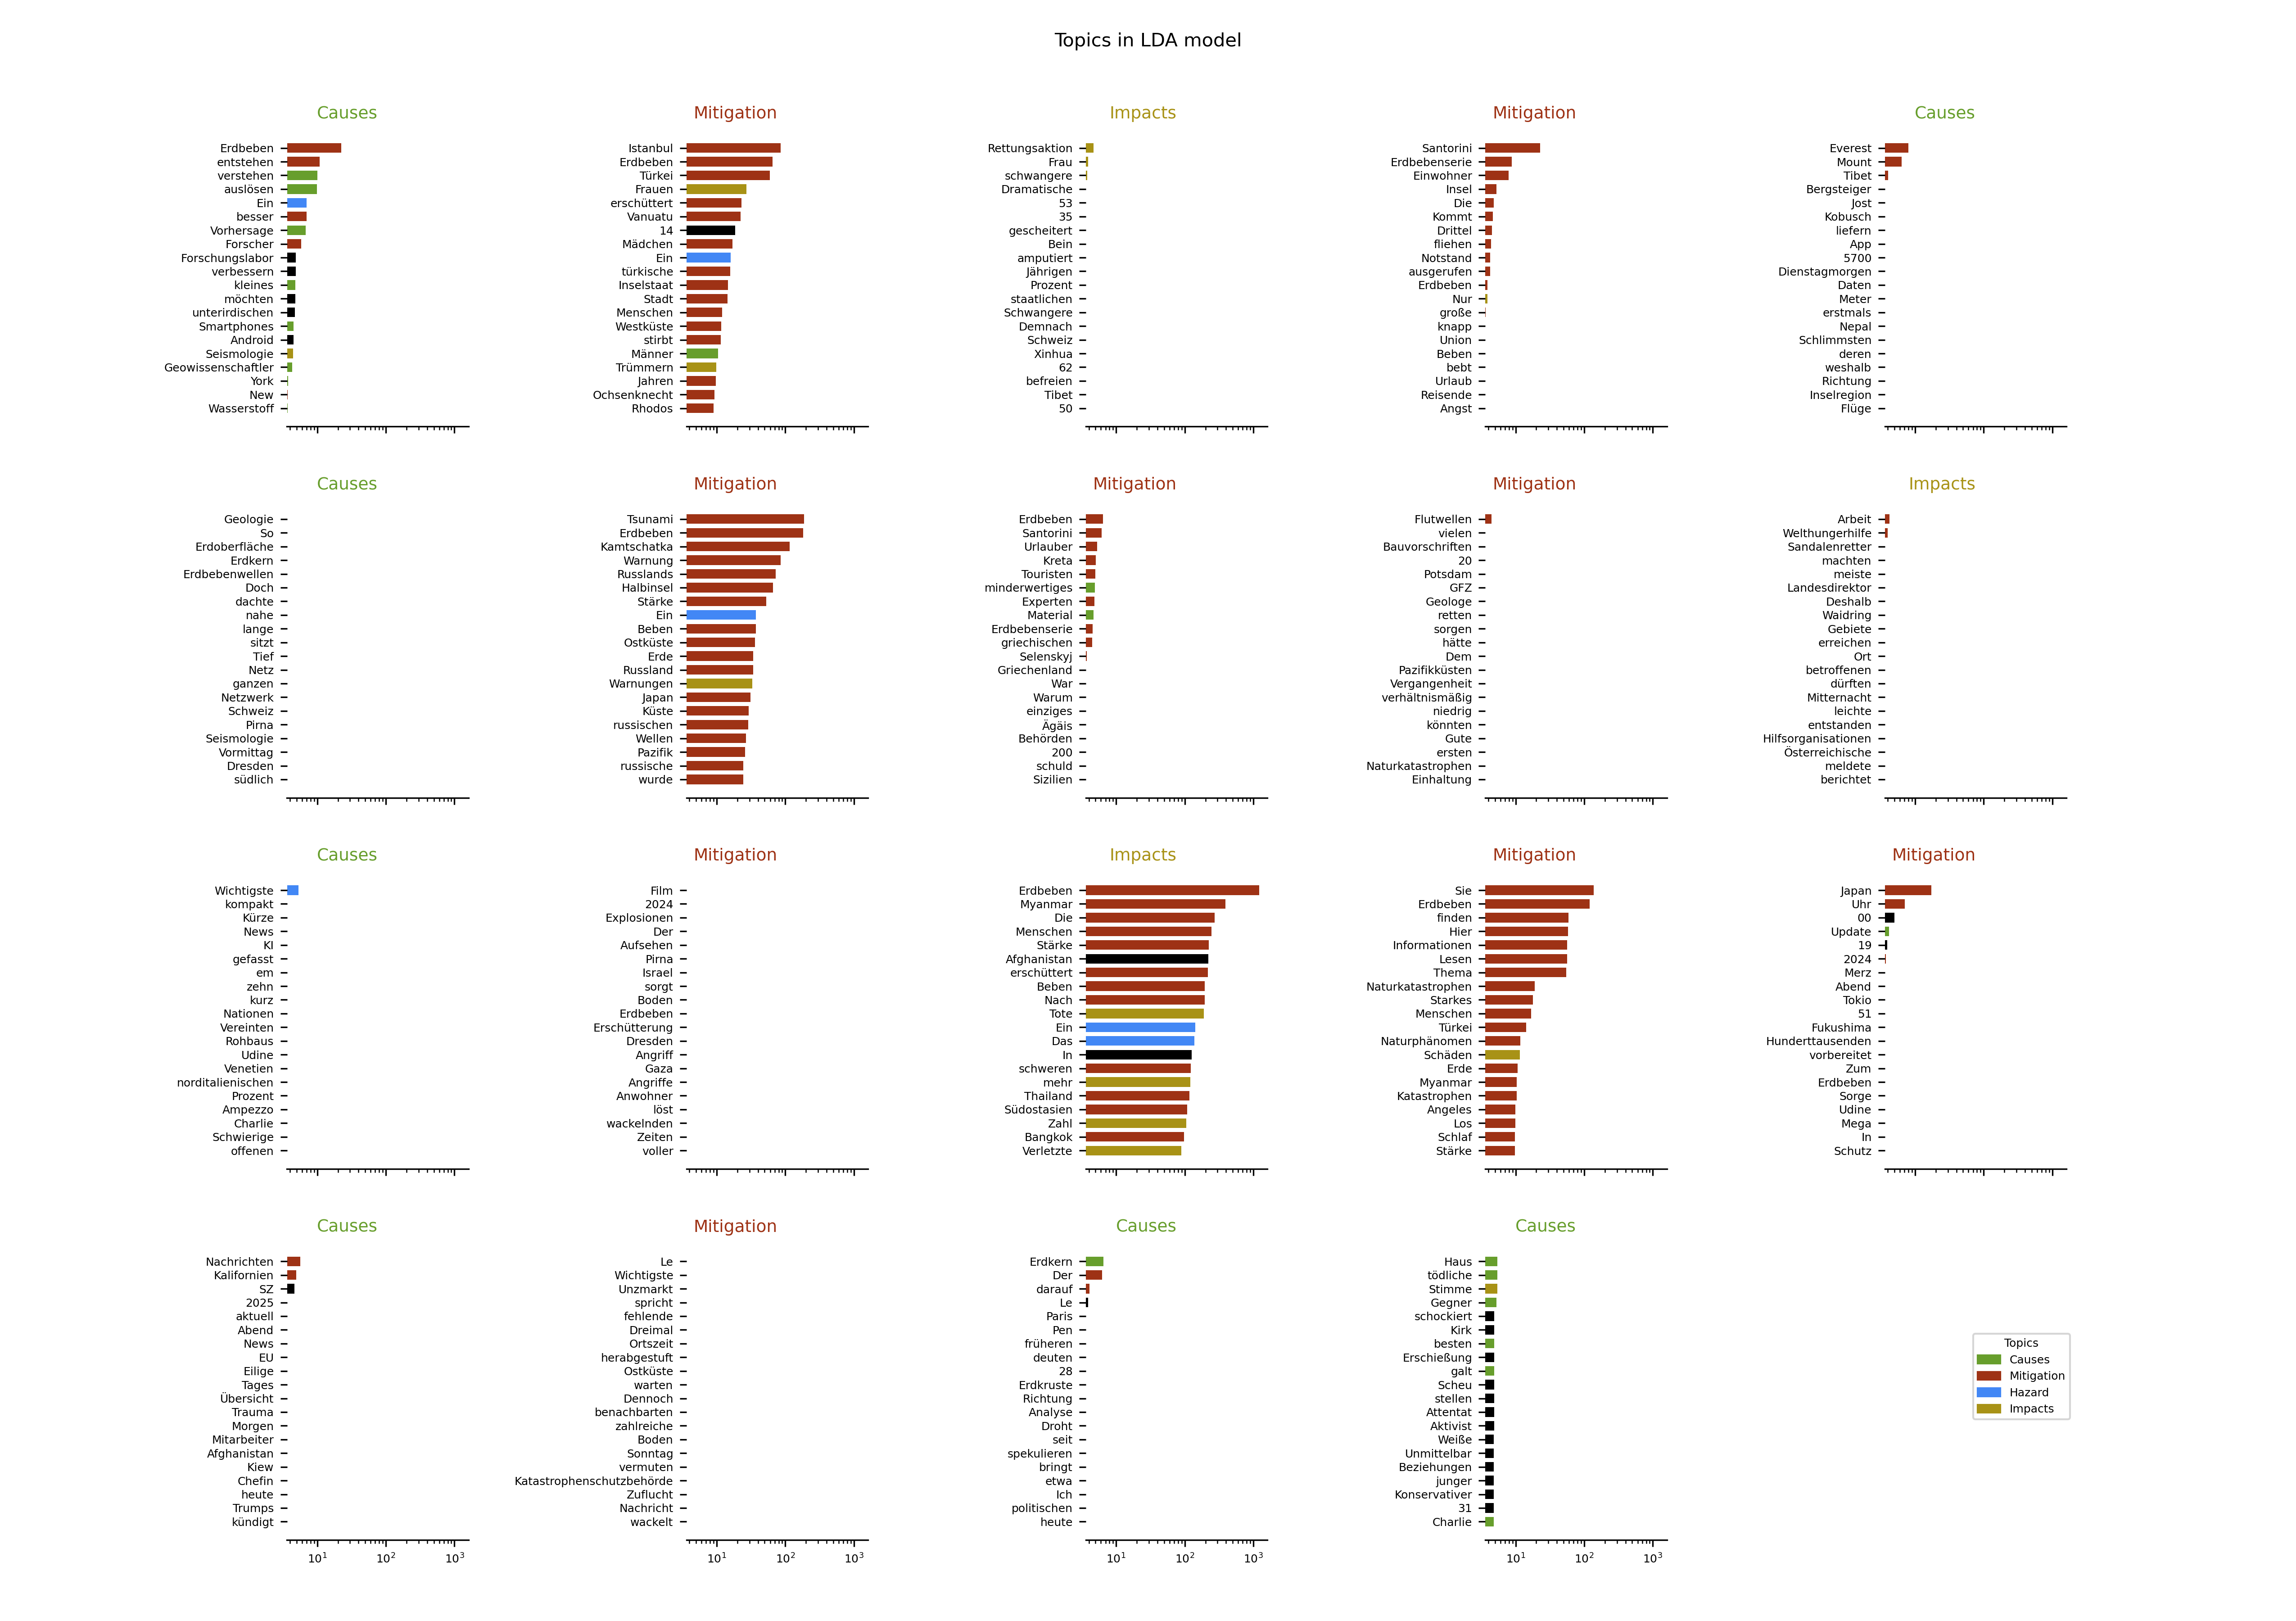 Topics in LDA model
Causes
Erdbeben
entstehen
verstehen
auslösen
Ein
besser
Vorhersage
Forscher
Forschungslabor
verbessern
kleines
möchten
unterirdischen
Smartphones
Android
Seismologie
Geowissenschaftler
York
New
Wasserstoff
Mitigation
Istanbul
Erdbeben
Türkei
Frauen
erschüttert
Vanuatu
14
Mädchen
Ein
türkische
Inselstaat
Stadt
Menschen
Westküste
stirbt
Männer
Trümmern
Jahren
Ochsenknecht
Rhodos
Impacts
Rettungsaktion
Frau
schwangere
Dramatische
53
35
gescheitert
Bein
amputiert
Jährigen
Prozent
staatlichen
Schwangere
Demnach
Schweiz
Xinhua
62
befreien
Tibet
50
Mitigation
Santorini
Erdbebenserie
Einwohner
Insel
Die
Kommt
Drittel
fliehen
Notstand
ausgerufen
Erdbeben
Nur
große
knapp
Union
Beben
bebt
Urlaub
Reisende
Angst
Causes
Everest
Mount
Tibet
Bergsteiger
Jost
Kobusch
liefern
App
5700
Dienstagmorgen
Daten
Meter
erstmals
Nepal
Schlimmsten
deren
weshalb
Richtung
Inselregion
Flüge
Causes
Geologie
So
Erdoberfläche
Erdkern
Erdbebenwellen
Doch
dachte
nahe
lange
sitzt
Tief
Netz
ganzen
Netzwerk
Schweiz
Pirna
Seismologie
Vormittag
Dresden
südlich
Mitigation
Tsunami
Erdbeben
Kamtschatka
Warnung
Russlands
Halbinsel
Stärke
Ein
Beben
Ostküste
Erde
Russland
Warnungen
Japan
Küste
russischen
Wellen
Pazifik
russische
wurde
Mitigation
Erdbeben
Santorini
Urlauber
Kreta
Touristen
minderwertiges
Experten
Material
Erdbebenserie
griechischen
Selenskyj
Griechenland
War
Warum
einziges
Ägäis
Behörden
200
schuld
Sizilien
Mitigation
Flutwellen
vielen
Bauvorschriften
20
Potsdam
GFZ
Geologe
retten
sorgen
hätte
Dem
Pazifikküsten
Vergangenheit
verhältnismäßig
niedrig
könnten
Gute
ersten
Naturkatastrophen
Einhaltung
Impacts
Arbeit
Welthungerhilfe
Sandalenretter
machten
meiste
Landesdirektor
Deshalb
Waidring
Gebiete
erreichen
Ort
betroffenen
dürften
Mitternacht
leichte
entstanden
Hilfsorganisationen
Österreichische
meldete
berichtet
Causes
Wichtigste
kompakt
Kürze
News
KI
gefasst
em
zehn
kurz
Nationen
Vereinten
Rohbaus
Udine
Venetien
norditalienischen
Prozent
Ampezzo
Charlie
Schwierige
offenen
Mitigation
Film
2024
Explosionen
Der
Aufsehen
Pirna
Israel
sorgt
Boden
Erdbeben
Erschütterung
Dresden
Angriff
Gaza
Angriffe
Anwohner
löst
wackelnden
Zeiten
voller
Impacts
Erdbeben
Myanmar
Die
Menschen
Stärke
Afghanistan
erschüttert
Beben
Nach
Tote
Ein
Das
In
schweren
mehr
Thailand
Südostasien
Zahl
Bangkok
Verletzte
Mitigation
Sie
Erdbeben
finden
Hier
Informationen
Lesen
Thema
Naturkatastrophen
Starkes
Menschen
Türkei
Naturphänomen
Schäden
Erde
Myanmar
Katastrophen
Angeles
Los
Schlaf
Stärke
Mitigation
Japan
Uhr
00
Update
19
2024
Merz
Abend
Tokio
51
Fukushima
Hunderttausenden
vorbereitet
Zum
Erdbeben
Sorge
Udine
Mega
In
Schutz
Causes
Nachrichten
Kalifornien
SZ
2025
aktuell
Abend
News
EU
Eilige
Tages
Übersicht
Trauma
Morgen
Mitarbeiter
Afghanistan
Kiew
Chefin
heute
Trumps
kündigt
10¹ 10² 10³
Mitigation
Le
Wichtigste
Unzmarkt
spricht
fehlende
Dreimal
Ortszeit
herabgestuft
Ostküste
warten
Dennoch
benachbarten
zahlreiche
Boden
Sonntag
vermuten
Katastrophenschutzbehörde
Zuflucht
Nachricht
wackelt
10¹ 10² 10³
Causes
Erdkern
Der
darauf
Le
Paris
Pen
früheren
deuten
28
Erdkruste
Richtung
Analyse
Droht
seit
spekulieren
bringt
etwa
Ich
politischen
heute
10¹ 10² 10³
Causes
Haus
tödliche
Stimme
Gegner
schockiert
Kirk
besten
Erschießung
galt
Scheu
stellen
Attentat
Aktivist
Weiße
Unmittelbar
Beziehungen
junger
Konservativer
31
Charlie
10¹ 10² 10³
Topics
Causes
Mitigation
Hazard
Impacts